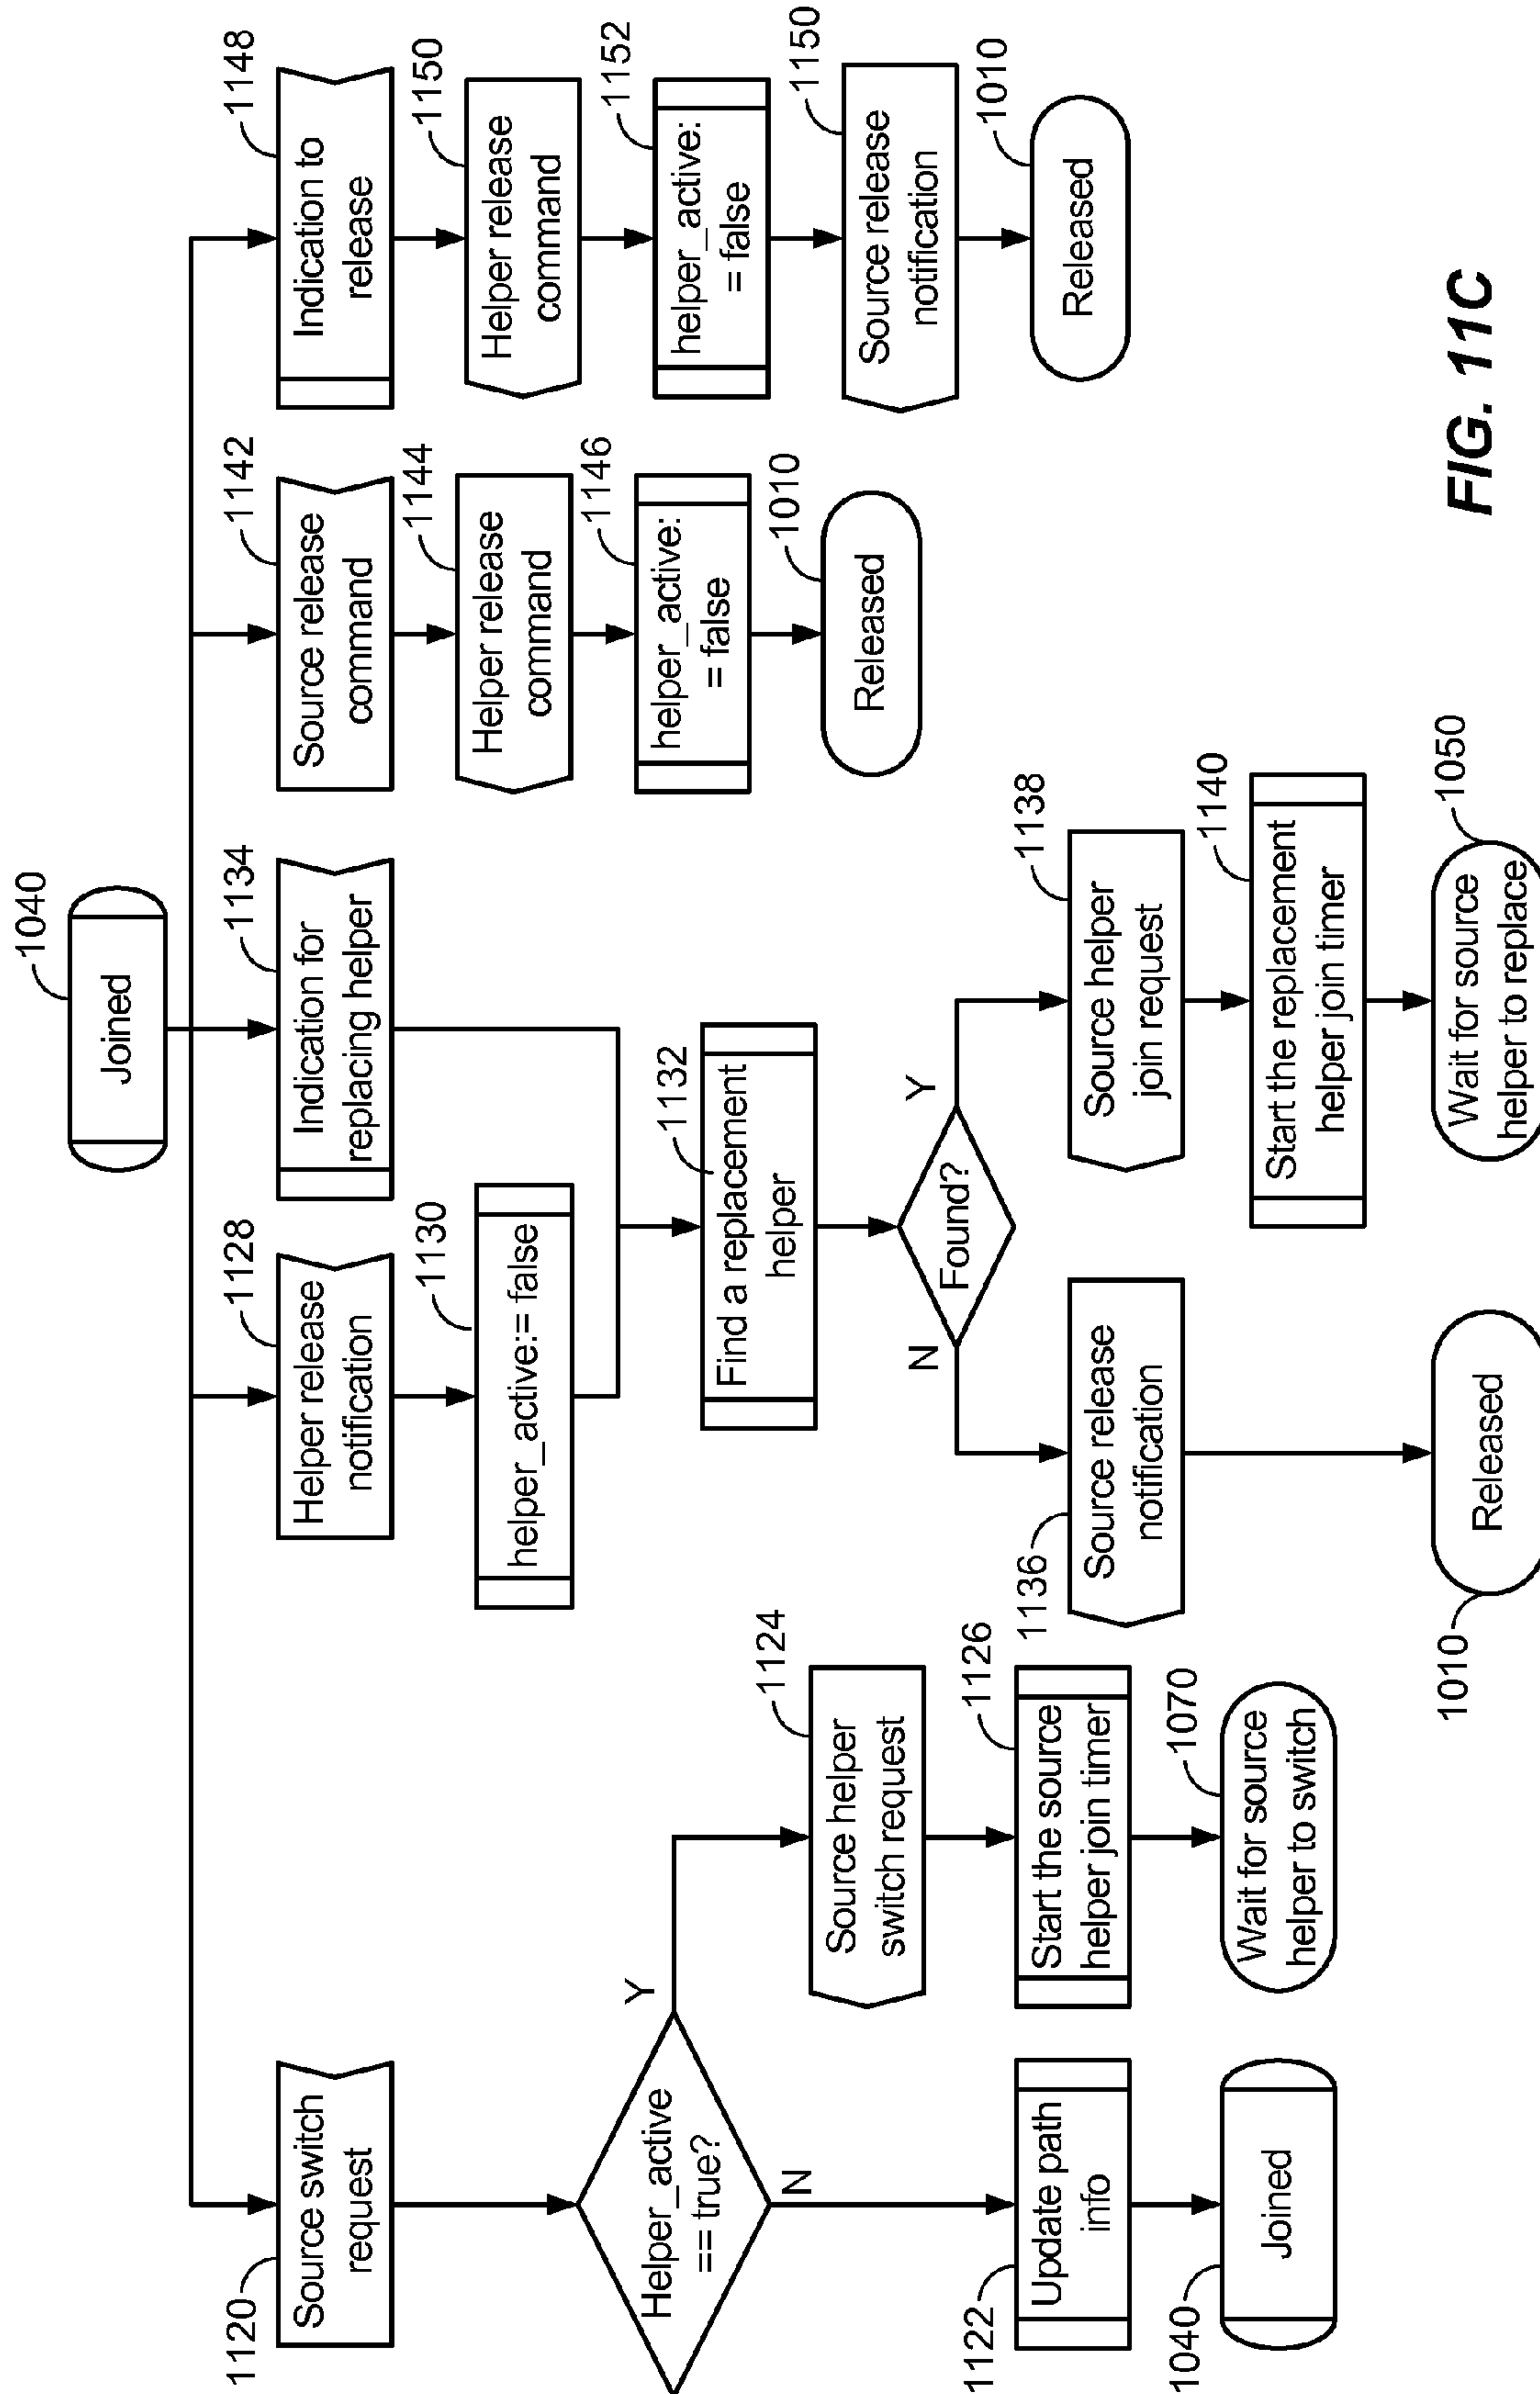 1040
Joined
1120
Source switch
request
Helper_active
== true?
Y
N
1122
Update path
info
1040
Joined
1124
Source helper
switch request
1126
Start the source
helper join timer
1070
Wait for source
helper to switch
1128
Helper release
notification
1130
helper_active:= false
1134
Indication for
replacing helper
1132
Find a replacement
helper
Found?
N
Y
1136
Source release
notification
1010
Released
1138
Source helper
join request
1140
Start the replacement
helper join timer
1050
Wait for source
helper to replace
1142
Source release
command
1144
Helper release
command
1146
helper_active:
= false
1010
Released
1148
Indication to
release
1150
Helper release
command
1152
helper_active:
= false
1150
Source release
notification
1010
Released
FIG. 11C